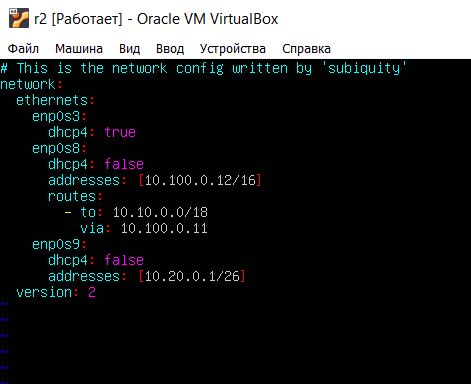 r2 [Работает] - Oracle VM VirtualBox
Файл Машина Вид Ввод Устройства Справка
# This is the network config written by 'subiquity'
network:
  ethernets:
    enp0s3:
      dhcp4: true
    enp0s8:
      dhcp4: false
      addresses: [10.100.0.12/16]
      routes:
        - to: 10.10.0.0/18
          via: 10.100.0.11
    enp0s9:
      dhcp4: false
      addresses: [10.20.0.1/26]
  version: 2
~
~
~
~
~